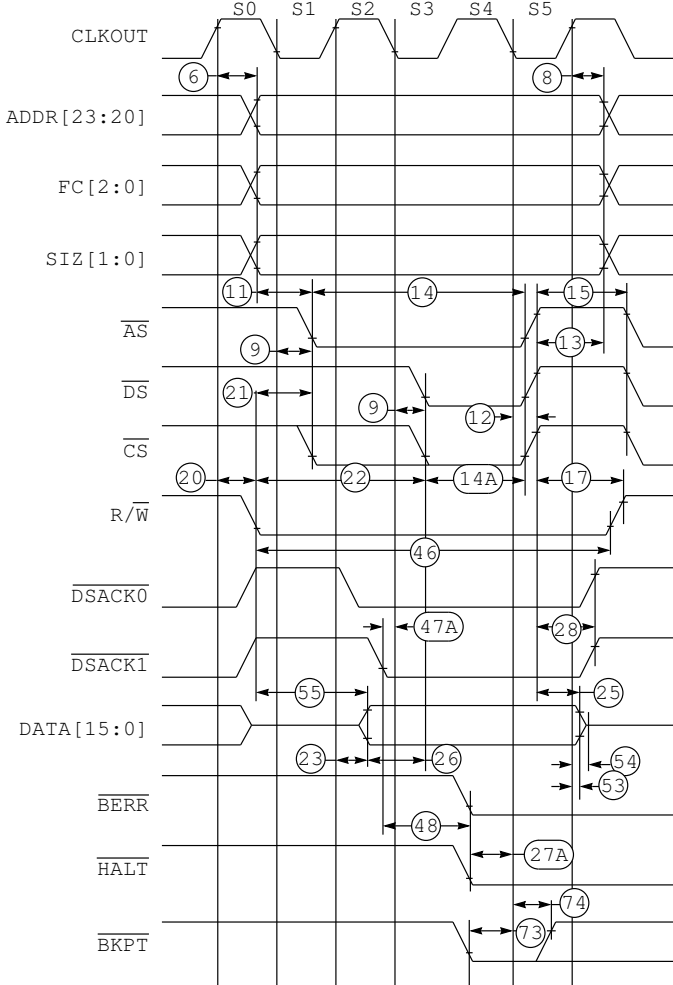 S0 S1 S2 S3 S4 S5
CLKOUT
6 8
ADDR[23:20]
FC[2:0]
SIZ[1:0]
11 14 15
AS
9 13
DS
21 9 12
CS
20 22 14A 17
R/W
46
DSACK0
47A 28
DSACK1
55 25
DATA[15:0]
23 26 54
53
BERR
48
27A
HALT
74
73
BKPT